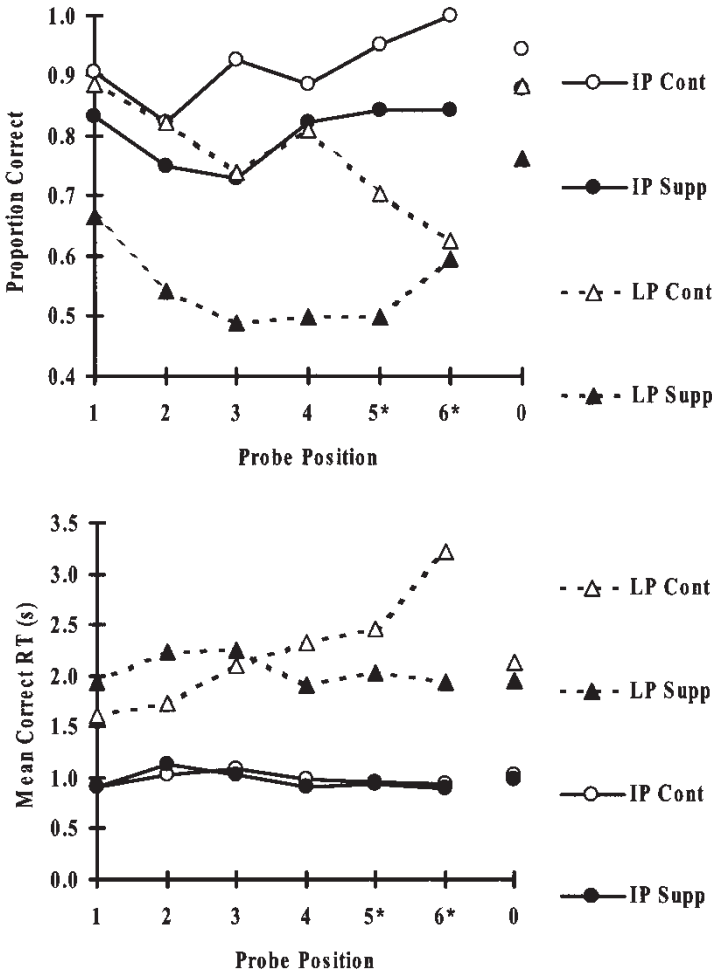 1.0
0.9
0.8
0.7
0.6
0.5
0.4
Proportion Correct
1 2 3 4 5* 6* 0
Probe Position
IP Cont
IP Supp
LP Cont
LP Supp
3.5
3.0
2.5
2.0
1.5
1.0
0.5
0.0
Mean Correct RT (s)
1 2 3 4 5* 6* 0
Probe Position
LP Cont
LP Supp
IP Cont
IP Supp